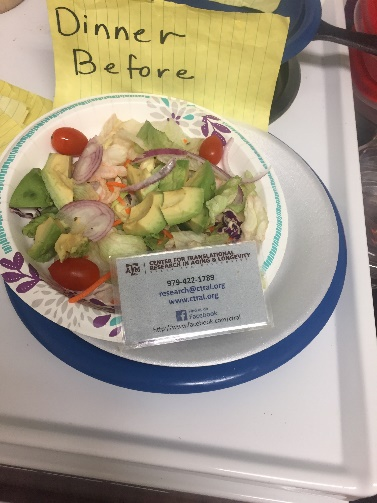 Dinner
Before
CENTER FOR TRANSLATIONAL
RESEARCH IN AGING & LONGEVITY
979-422-1789
research@ctral.org
www.ctral.org
Facebook
http://www.facebook.com/ctral